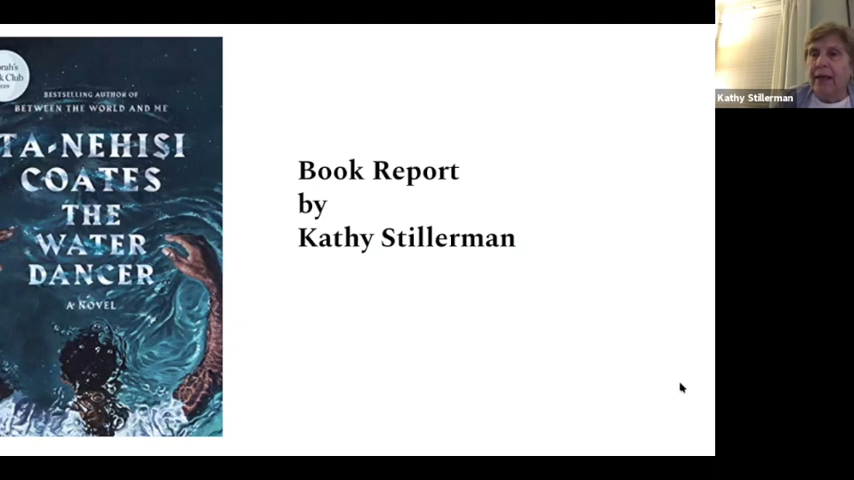 BESTSELLING AUTHOR OF
BETWEEN THE WORLD AND ME
TA-NEHISI
COATES
THE
WATER
DANCER
A NOVEL
Book Report
by
Kathy Stillerman
Kathy Stillerman